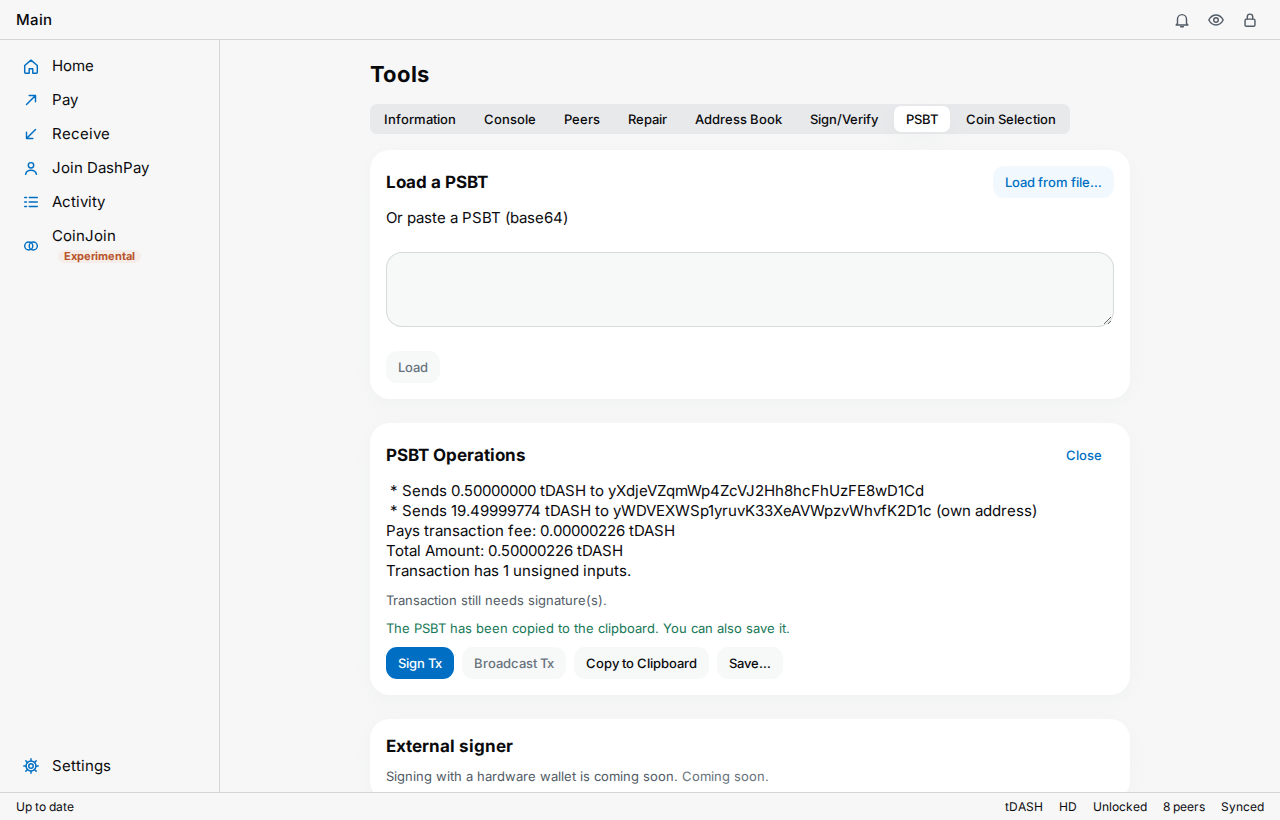 Main
Home
Pay
Receive
Join DashPay
Activity
CoinJoin
Experimental
Settings
Tools
Information
Console
Peers
Repair
Address Book
Sign/Verify
PSBT
Coin Selection
Load a PSBT
Load from file...
Or paste a PSBT (base64)
Load
PSBT Operations
Close
* Sends 0.50000000 tDASH to yXdjeVZqmWp4ZcVJ2Hh8hcFhUzFE8wD1Cd
* Sends 19.49999774 tDASH to yWDVEXWSp1yruvK33XeAVWpzvWhvfK2D1c (own address)
Pays transaction fee: 0.00000226 tDASH
Total Amount: 0.50000226 tDASH
Transaction has 1 unsigned inputs.
Transaction still needs signature(s).
The PSBT has been copied to the clipboard. You can also save it.
Sign Tx
Broadcast Tx
Copy to Clipboard
Save...
External signer
Signing with a hardware wallet is coming soon. Coming soon.
Up to date
tDASH
HD
Unlocked
8 peers
Synced